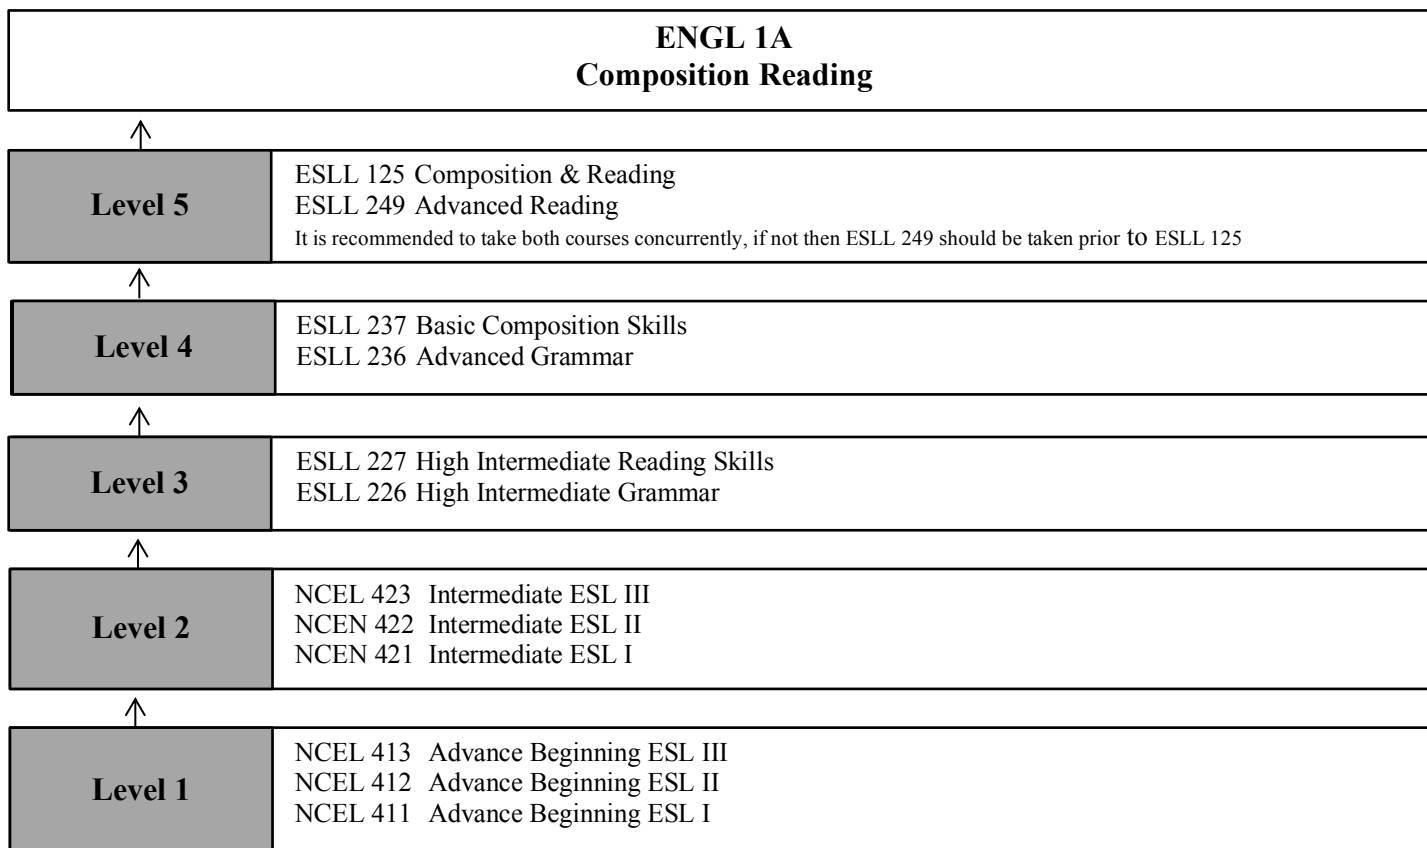 ENGL 1A
Composition Reading
Level 5
ESLL 125 Composition & Reading
ESLL 249 Advanced Reading
It is recommended to take both courses concurrently, if not then ESLL 249 should be taken prior to ESLL 125
Level 4
ESLL 237 Basic Composition Skills
ESLL 236 Advanced Grammar
Level 3
ESLL 227 High Intermediate Reading Skills
ESLL 226 High Intermediate Grammar
Level 2
NCEL 423 Intermediate ESL III
NCEN 422 Intermediate ESL II
NCEN 421 Intermediate ESL I
Level 1
NCEL 413 Advance Beginning ESL III
NCEL 412 Advance Beginning ESL II
NCEL 411 Advance Beginning ESL I